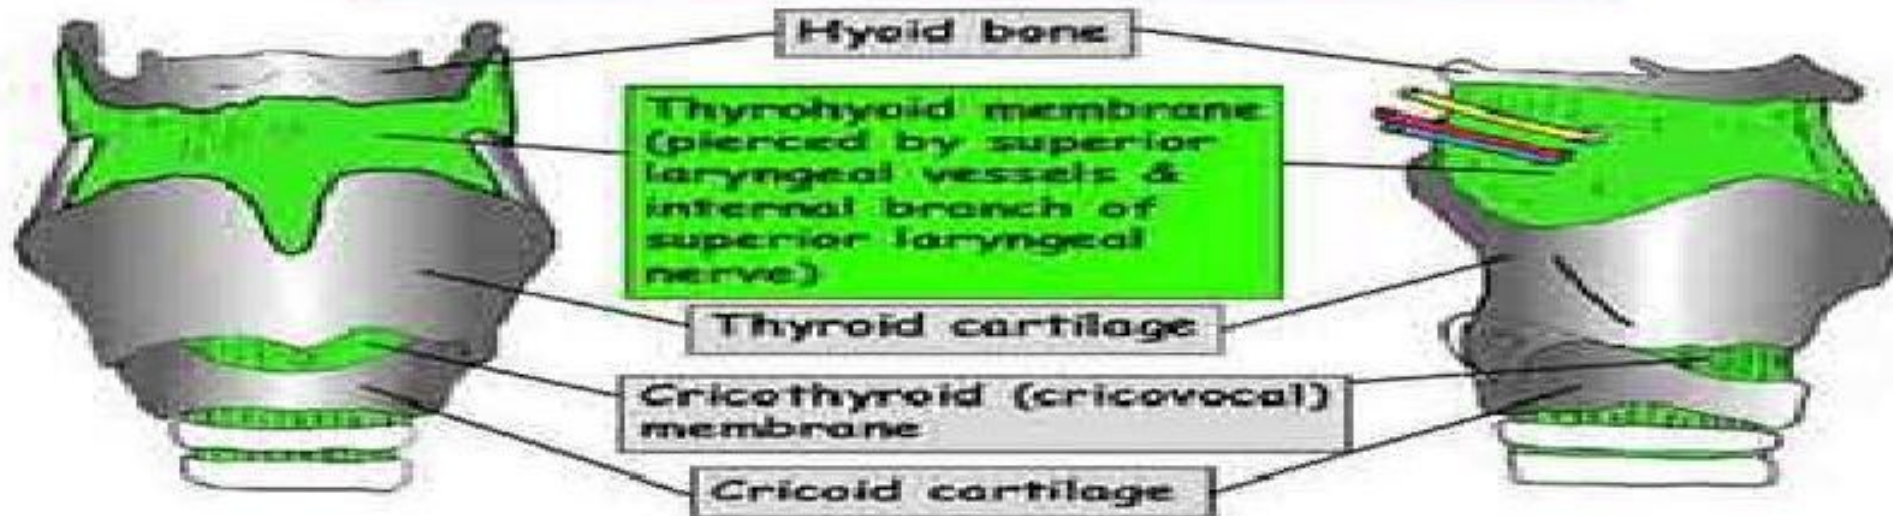 Hyoid bone
Thyrohyoid membrane
(pierced by superior
laryngeal vessels &
internal branch of
superior laryngeal
nerve)
Thyroid cartilage
Cricothyroid (cricovocal)
membrane
Cricoid cartilage